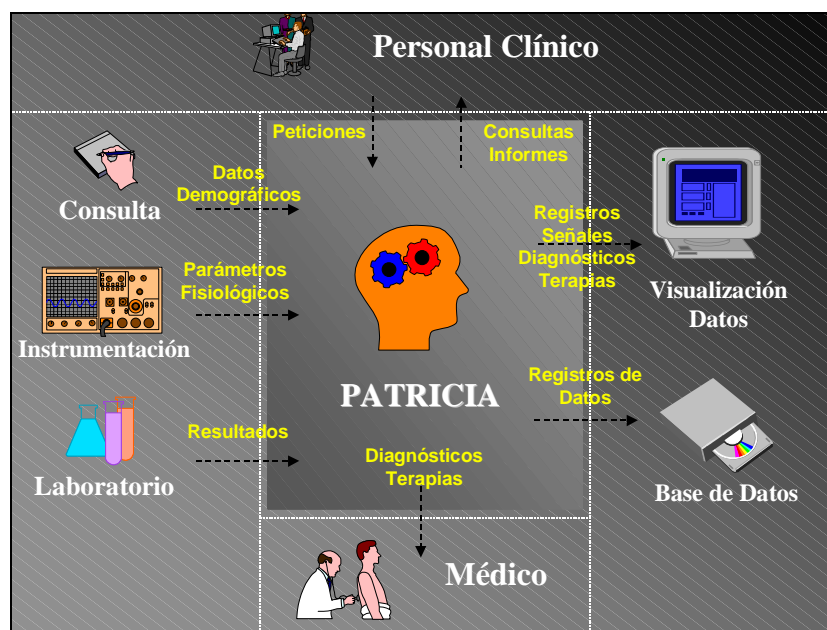 Personal Clínico
Peticiones
Consultas
Informes
Datos
Demográficos
Consulta
Parámetros
Fisiológicos
Instrumentación
Resultados
Laboratorio
PATRICIA
Registros
Señales
Diagnósticos
Terapias
Visualización
Datos
Registros de
Datos
Base de Datos
Diagnósticos
Terapias
Médico